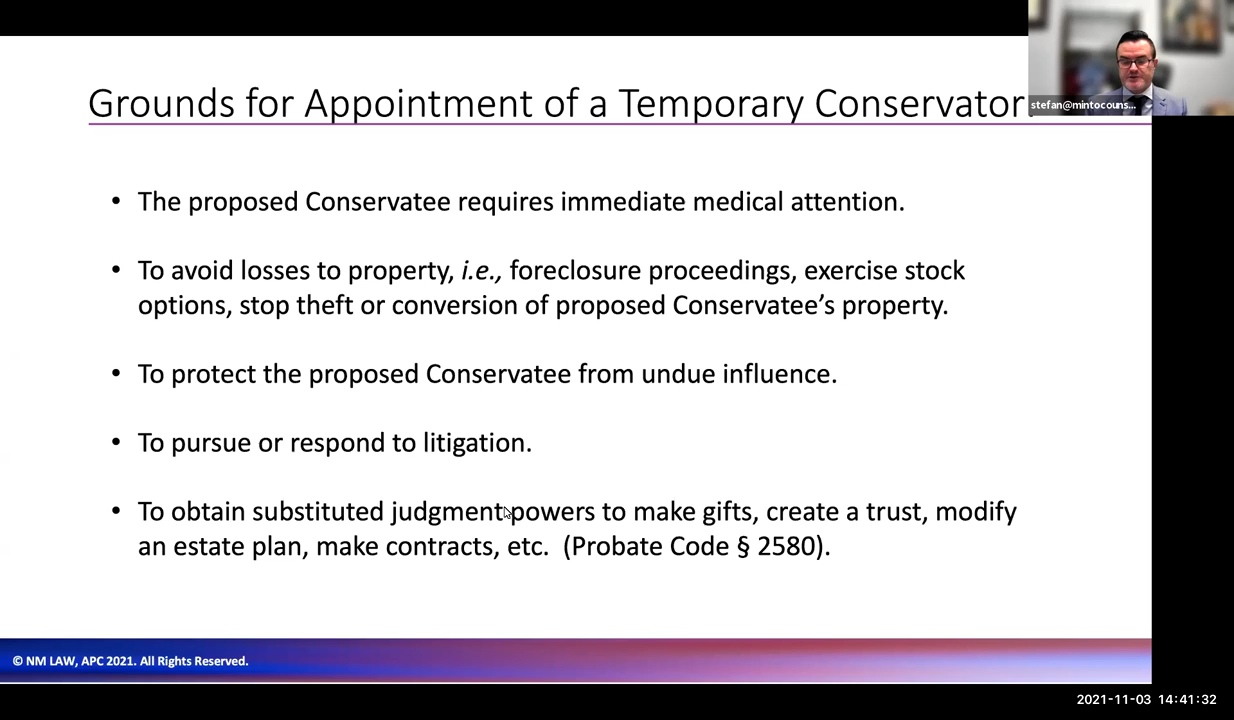 Grounds for Appointment of a Temporary Conservator.
stefan@mintocouns...
• The proposed Conservatee requires immediate medical attention.
• To avoid losses to property, i.e., foreclosure proceedings, exercise stock
options, stop theft or conversion of proposed Conservatee’s property.
• To protect the proposed Conservatee from undue influence.
• To pursue or respond to litigation.
• To obtain substituted judgment powers to make gifts, create a trust, modify
an estate plan, make contracts, etc.  (Probate Code § 2580).
© NM LAW, APC 2021. All Rights Reserved.
2021-11-03 14:41:32